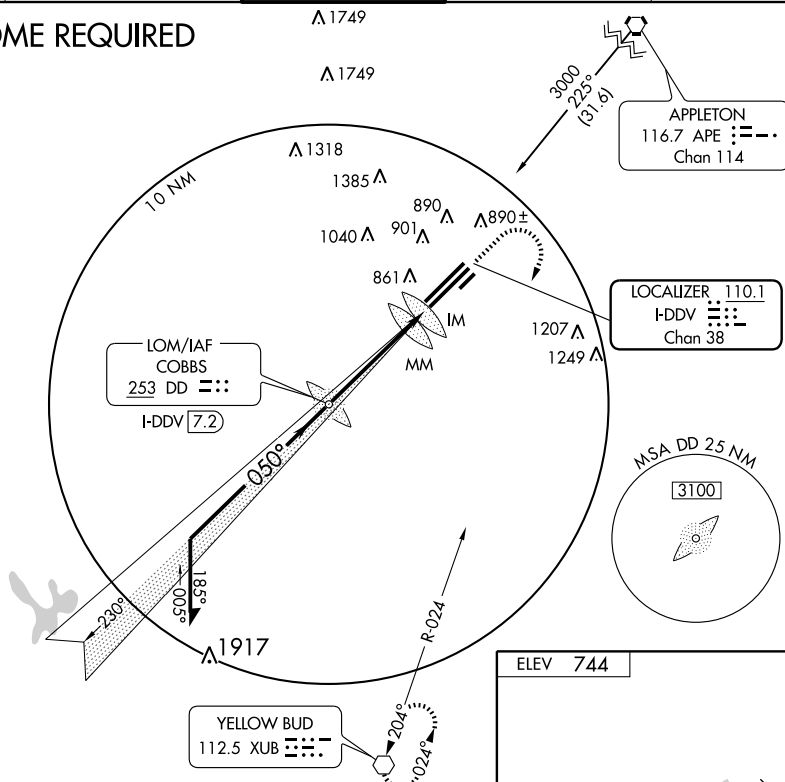 OME REQUIRED
1749
1749
3000
225°
(31.6)
APPLETON
116.7 APE
Chan 114
10 NM
1318
1385
890
890±
901
1040
861
LOCALIZER 110.1
I-DDV
Chan 38
IM
MM
1207
1249
LOM/IAF
COBBS
253 DD
I-DDV 7.2
050°
MSA DD 25 NM
3100
185°
005°
230°
1917
R-024
ELEV 744
YELLOW BUD
112.5 XUB
204°
024°